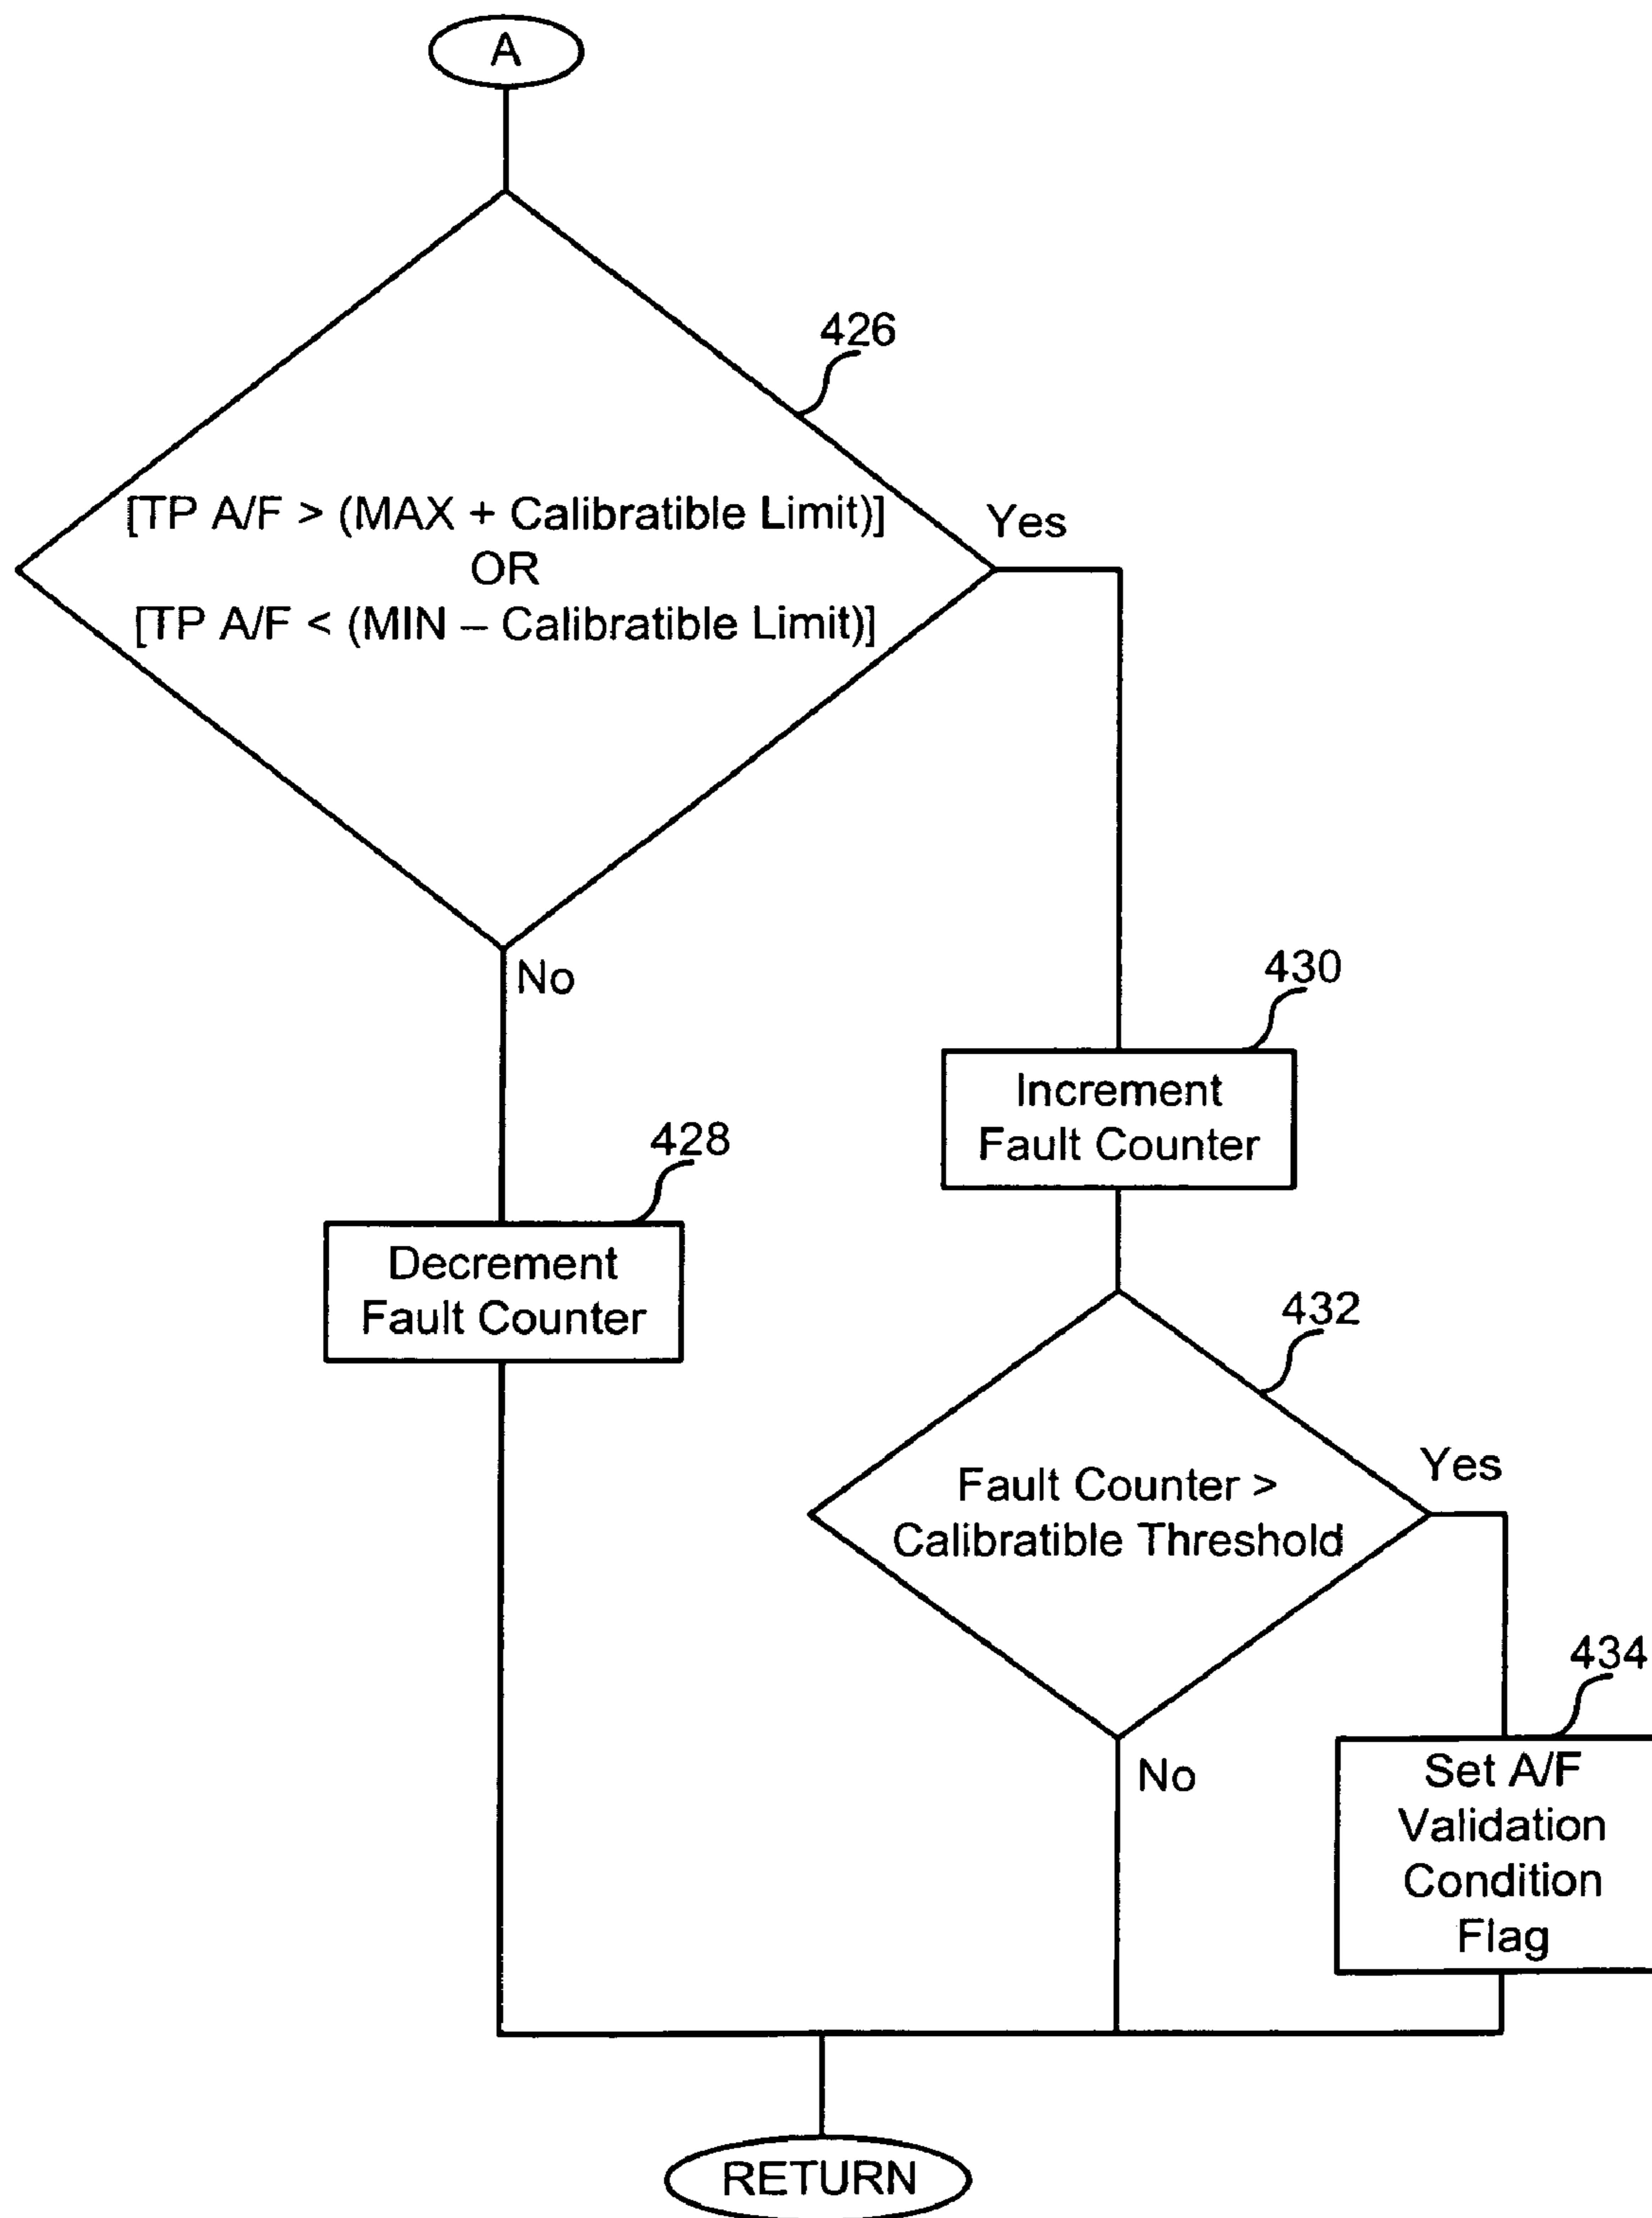 A
426
[TP A/F > (MAX + Calibratible Limit)]
OR
[TP A/F < (MIN – Calibratible Limit)]
Yes
No
430
Increment
Fault Counter
428
Decrement
Fault Counter
432
Fault Counter >
Calibratible Threshold
Yes
No
434
Set A/F
Validation
Condition
Flag
RETURN